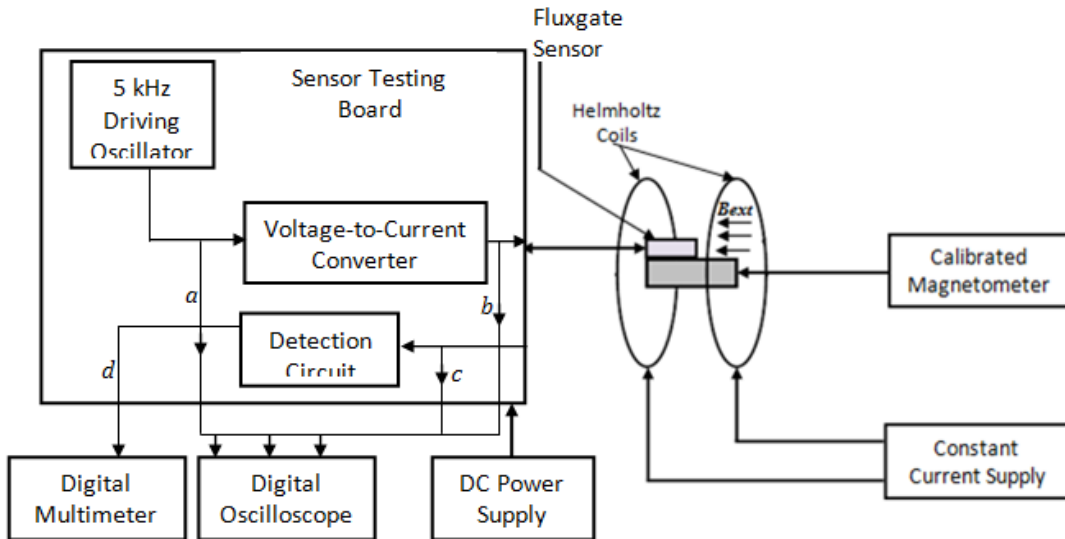 Fluxgate
Sensor
Sensor Testing
Board
5 kHz
Driving
Oscillator
Helmholtz
Coils
Bext
Voltage-to-Current
Converter
Calibrated
Magnetometer
a
b
Detection
Circuit
d
c
Digital
Multimeter
Digital
Oscilloscope
DC Power
Supply
Constant
Current Supply